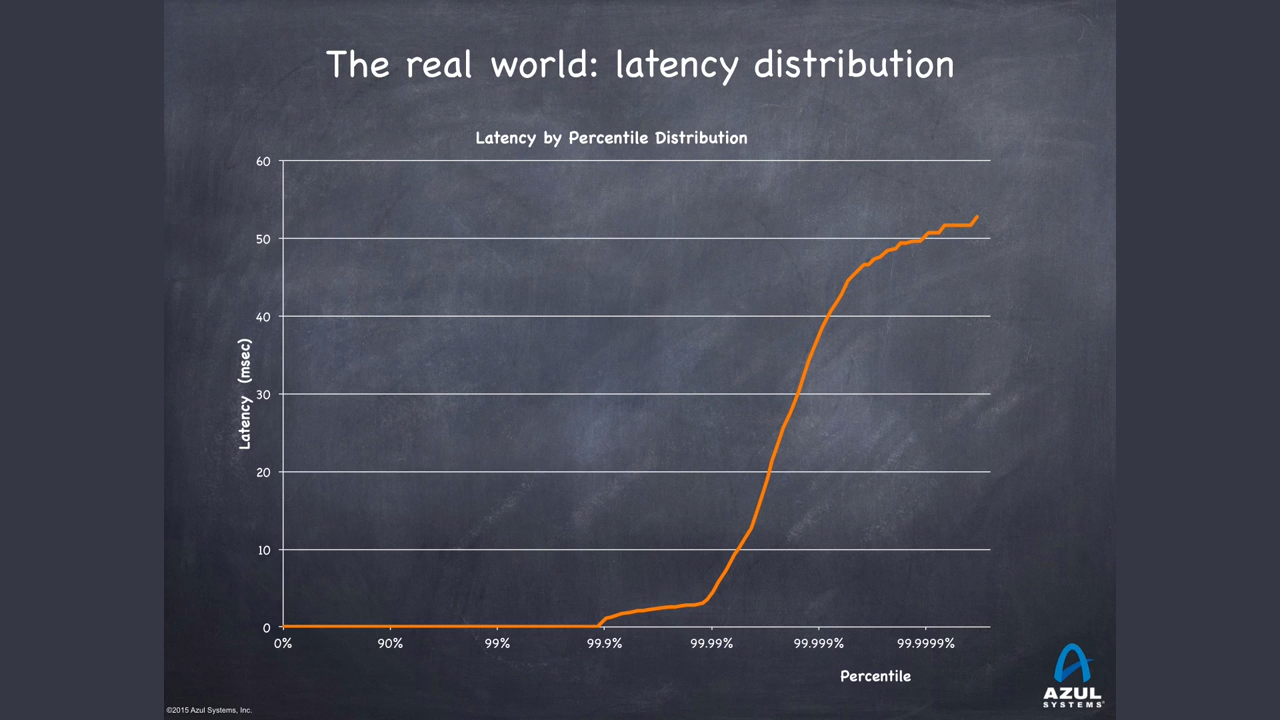 The real world: latency distribution
Latency by Percentile Distribution
60
50
40
30
20
10
0
Latency (msec)
0% 90% 99% 99.9% 99.99% 99.999% 99.9999%
Percentile
AZUL
SYSTEMS®
©2015 Azul Systems, Inc.